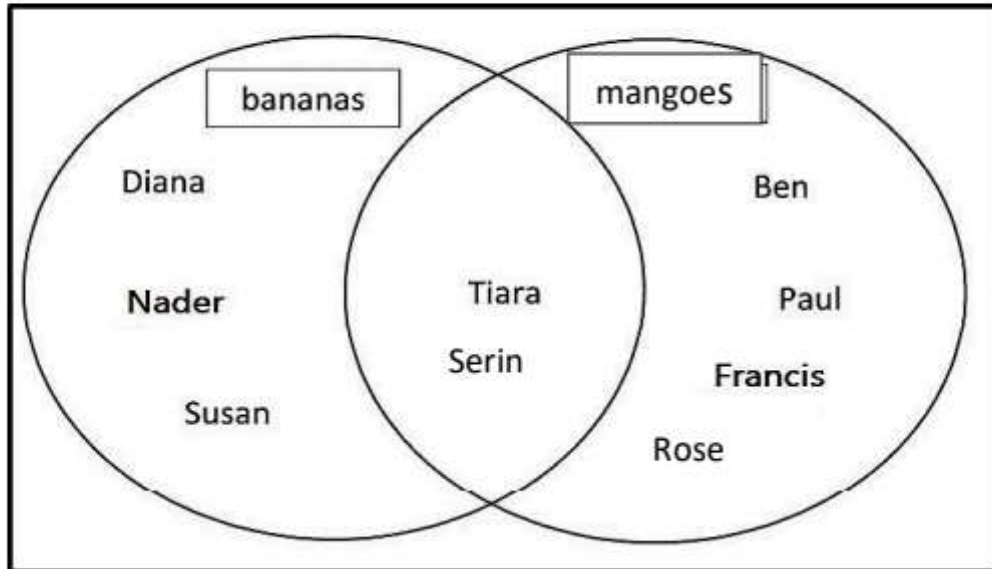 bananas
mangoes
Diana
Ben
Nader
Tiara
Paul
Serin
Francis
Susan
Rose